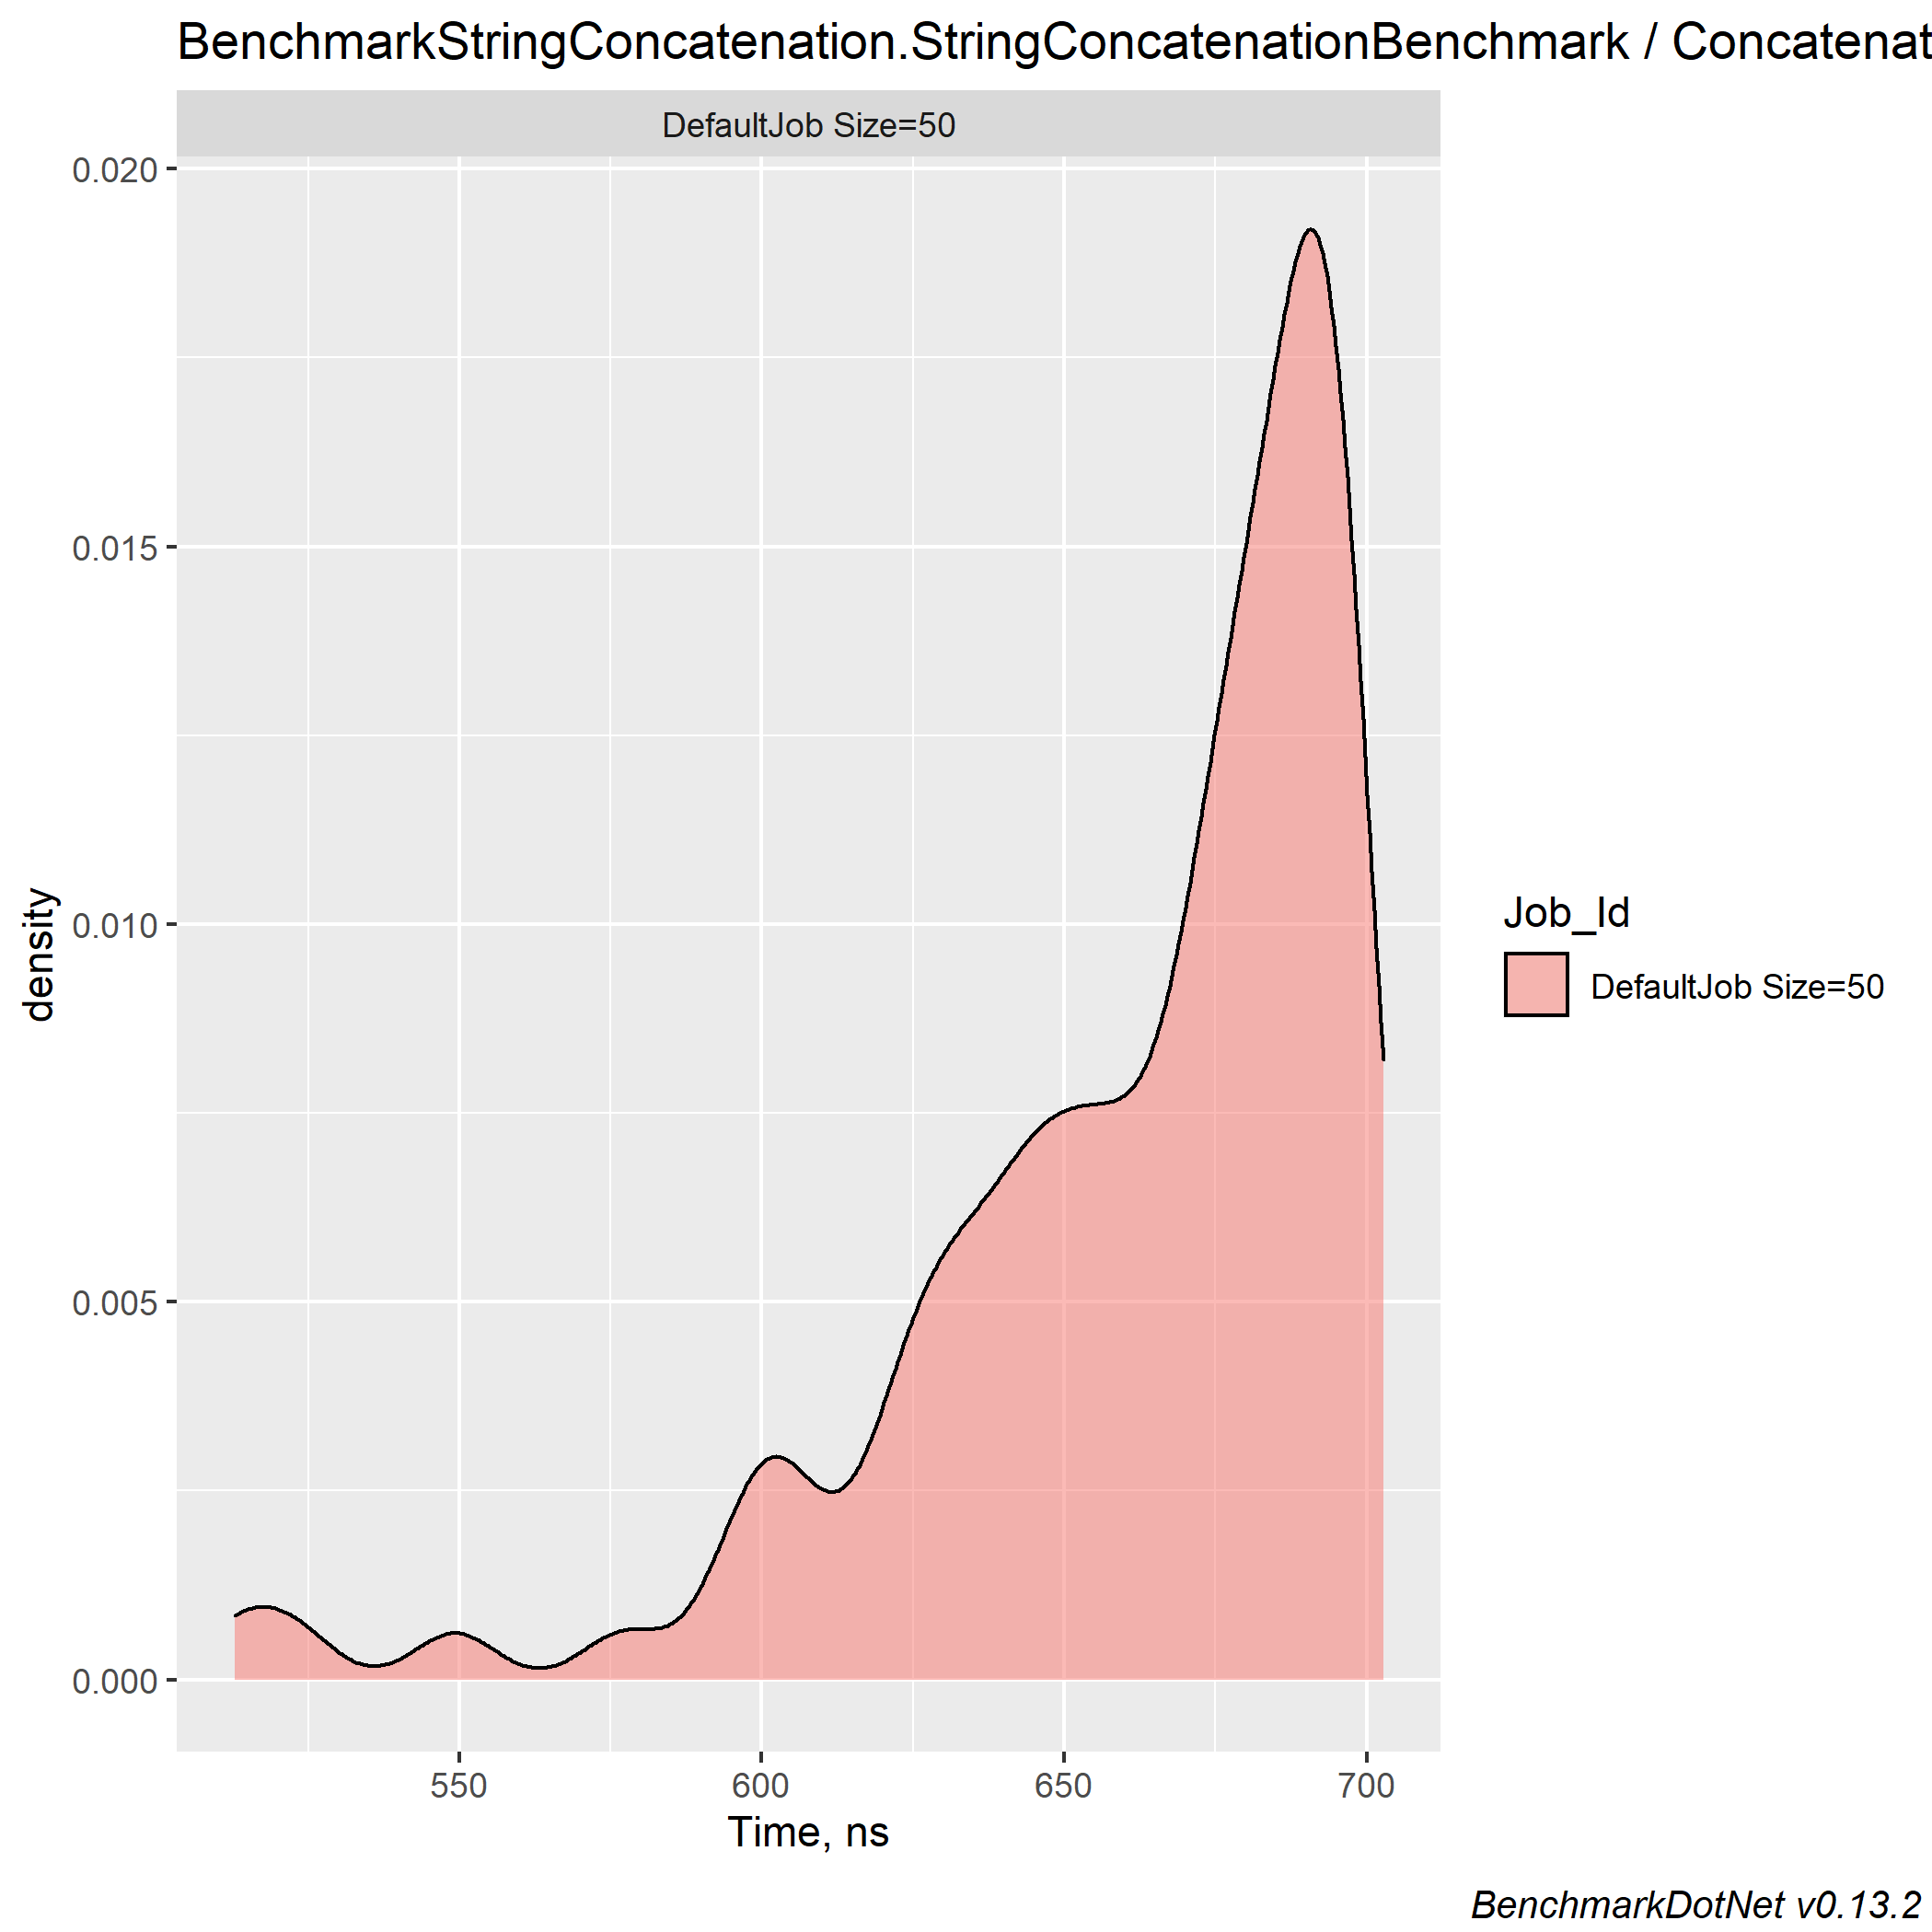 BenchmarkStringConcatenation.StringConcatenationBenchmark / Concatenat
DefaultJob Size=50
0.020
0.015
0.010
0.005
0.000
density
550 600 650 700
Time, ns
Job_Id
DefaultJob Size=50
BenchmarkDotNet v0.13.2